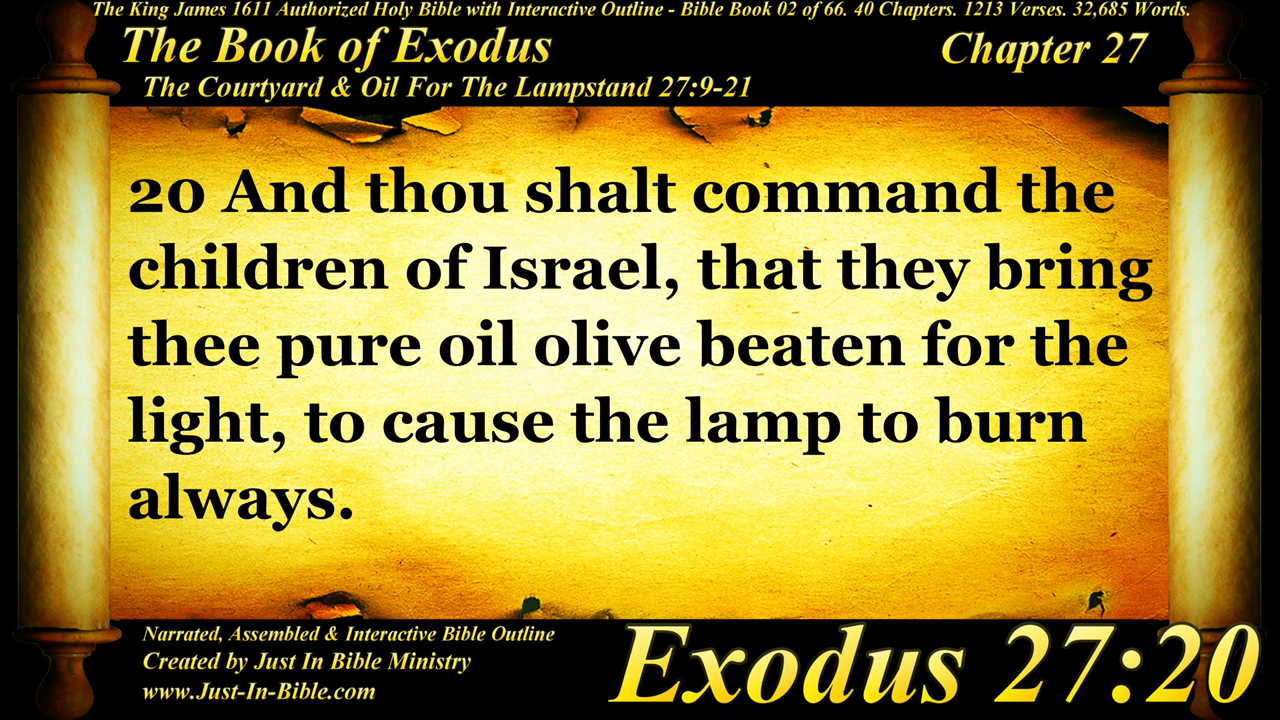 The King James 1611 Authorized Holy Bible with Interactive Outline - Bible Book 02 of 66. 40 Chapters. 1213 Verses. 32,685 Words.
The Book of Exodus
Chapter 27
The Courtyard & Oil For The Lampstand 27:9-21
20 And thou shalt command the
children of Israel, that they bring
thee pure oil olive beaten for the
light, to cause the lamp to burn
always.
Narrated, Assembled & Interactive Bible Outline
Created by Just In Bible Ministry
www.Just-In-Bible.com
Exodus 27:20